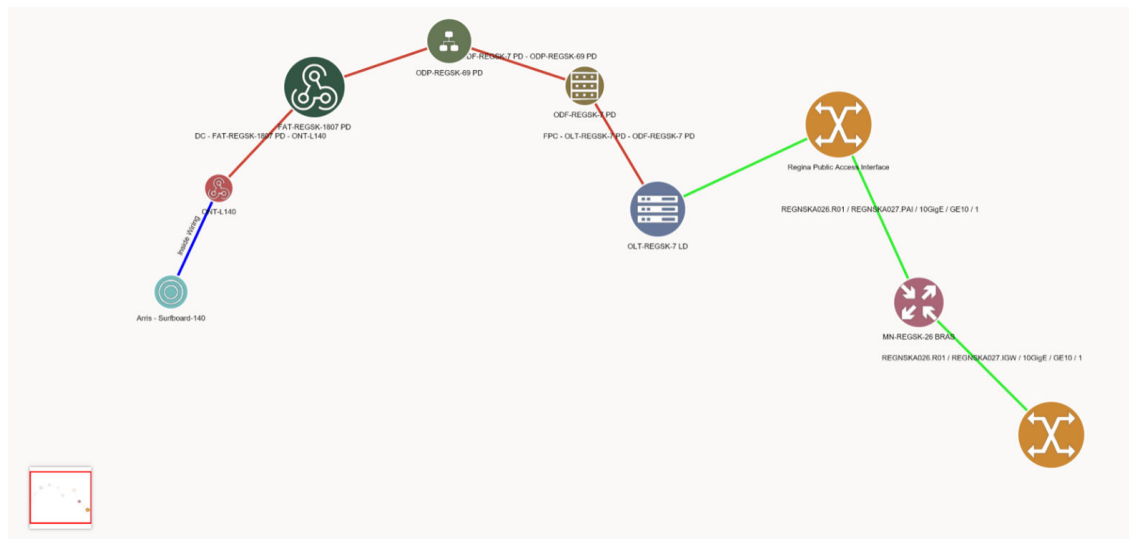 ODP-REGSK-69 PD
ODF-REGSK-7 PD - ODP-REGSK-69 PD
ODF-REGSK-7 PD
FAT-REGSK-1807 PD
DC - FAT-REGSK-1807 PD - ONT-L140
FPC - OLT-REGSK-7 PD - ODF-REGSK-7 PD
Regina Public Access Interface
ONT-L140
REGNSKA026.R01 / REGNSKA027.PAI / 10GigE / GE10 / 1
Inside Wiring
OLT-REGSK-7 LD
Arris - Surfboard-140
MN-REGSK-26 BRAS
REGNSKA026.R01 / REGNSKA027.IGW / 10GigE / GE10 / 1